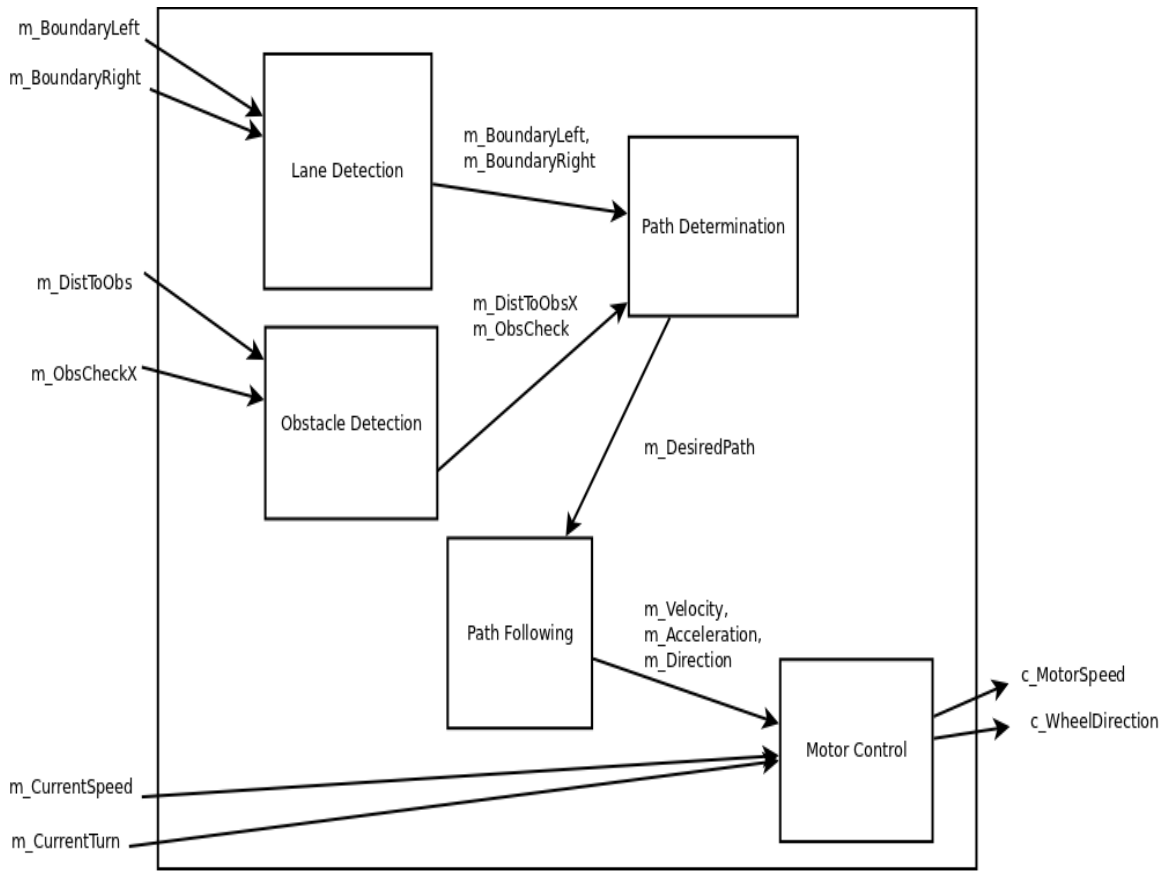 m_BoundaryLeft
m_BoundaryRight
Lane Detection
m_BoundaryLeft,
m_BoundaryRight
Path Determination
m_DistToObs
m_ObsCheckX
Obstacle Detection
m_DistToObsX
m_ObsCheck
m_DesiredPath
Path Following
m_Velocity,
m_Acceleration,
m_Direction
m_CurrentSpeed
m_CurrentTurn
Motor Control
c_MotorSpeed
c_WheelDirection